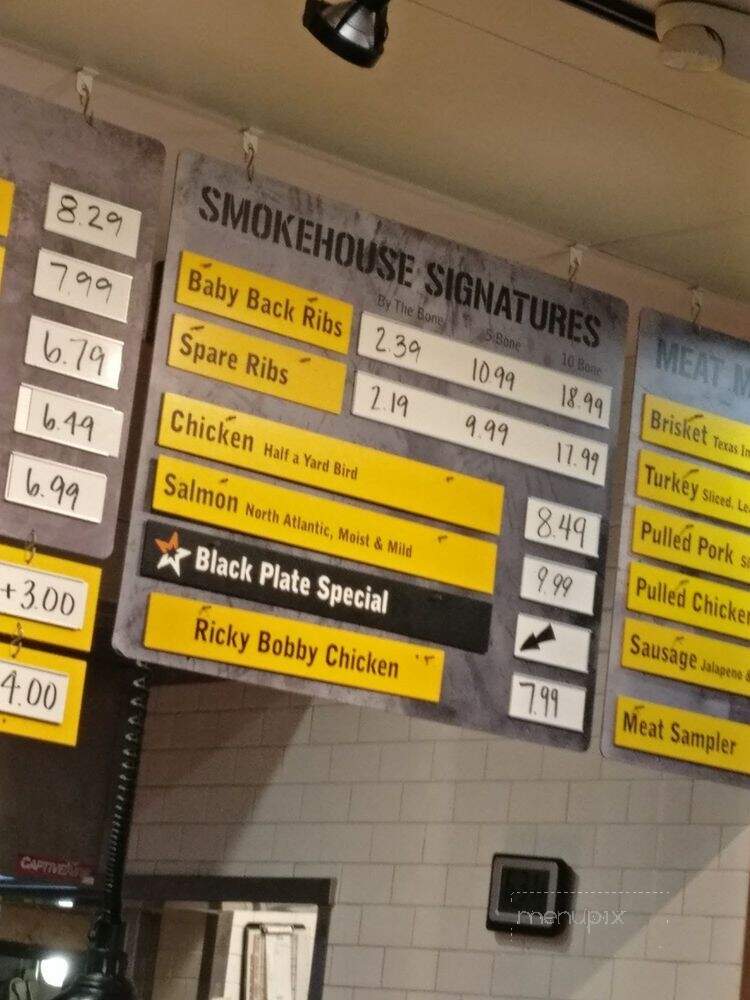 8.29
7.99
6.79
6.49
6.99
+3.00
4.00
SMOKEHOUSE SIGNATURES
By The Bone 5 Bone 10 Bone
Baby Back Ribs 2.39 10.99 18.99
Spare Ribs 2.19 9.99 17.99
Chicken Half a Yard Bird 8.49
Salmon North Atlantic, Moist & Mild 9.99
Black Plate Special
Ricky Bobby Chicken 7.99
MEAT
Brisket Texas
Turkey Sliced,
Pulled Pork
Pulled Chicken
Sausage Jalapeno &
Meat Sampler
CAPTIVEAIRE
menupix